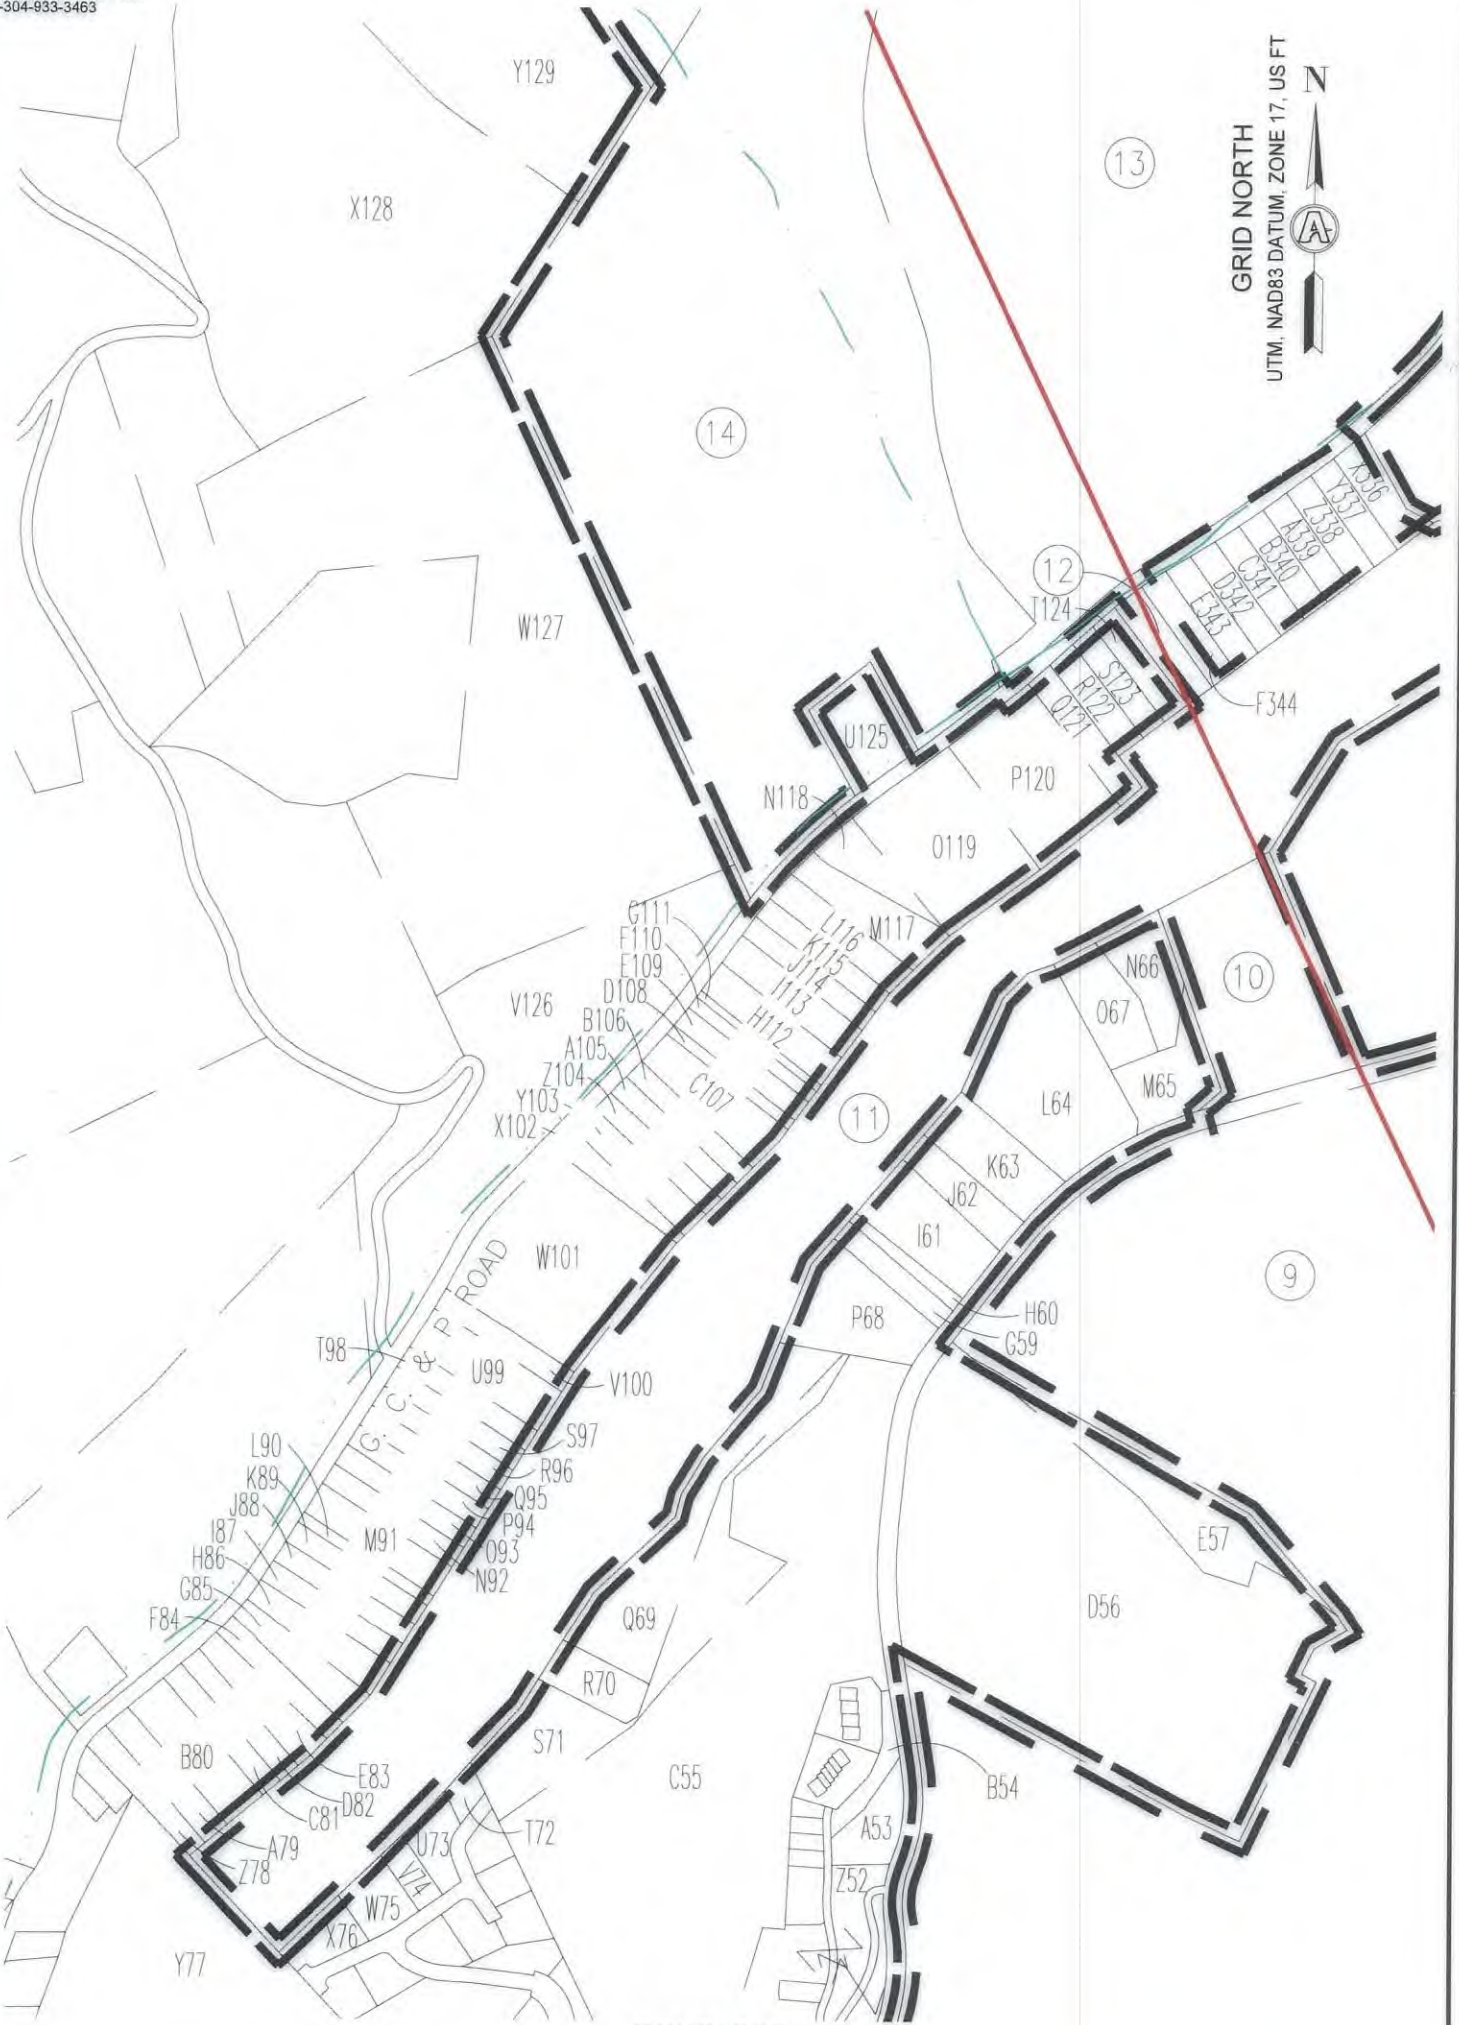 -304-933-3463
Y129
N
GRID NORTH
UTM, NAD83 DATUM, ZONE 17, US FT
A
13
X128
14
X336
Y337
Z338
A339
B340
C341
D342
E343
12
T124
W127
S123
R122
Q121
F344
U125
P120
N118
O119
G111
F110
E109
D108
L116
K115
J114
I113
H112
M117
N66
10
V126
B106
A105
Z104
Y103
X102
O67
C107
M65
L64
11
K63
J62
I61
W101
9
G. C. & P. ROAD
H60
G59
P68
T98
U99
V100
S97
L90
R96
K89
Q95
J88
P94
I87
M91
O93
H86
N92
E57
G85
F84
Q69
D56
R70
S71
B80
C55
E83
B54
D82
C81
A53
T72
A79
U73
Z78
V74
Z52
W75
X76
Y77